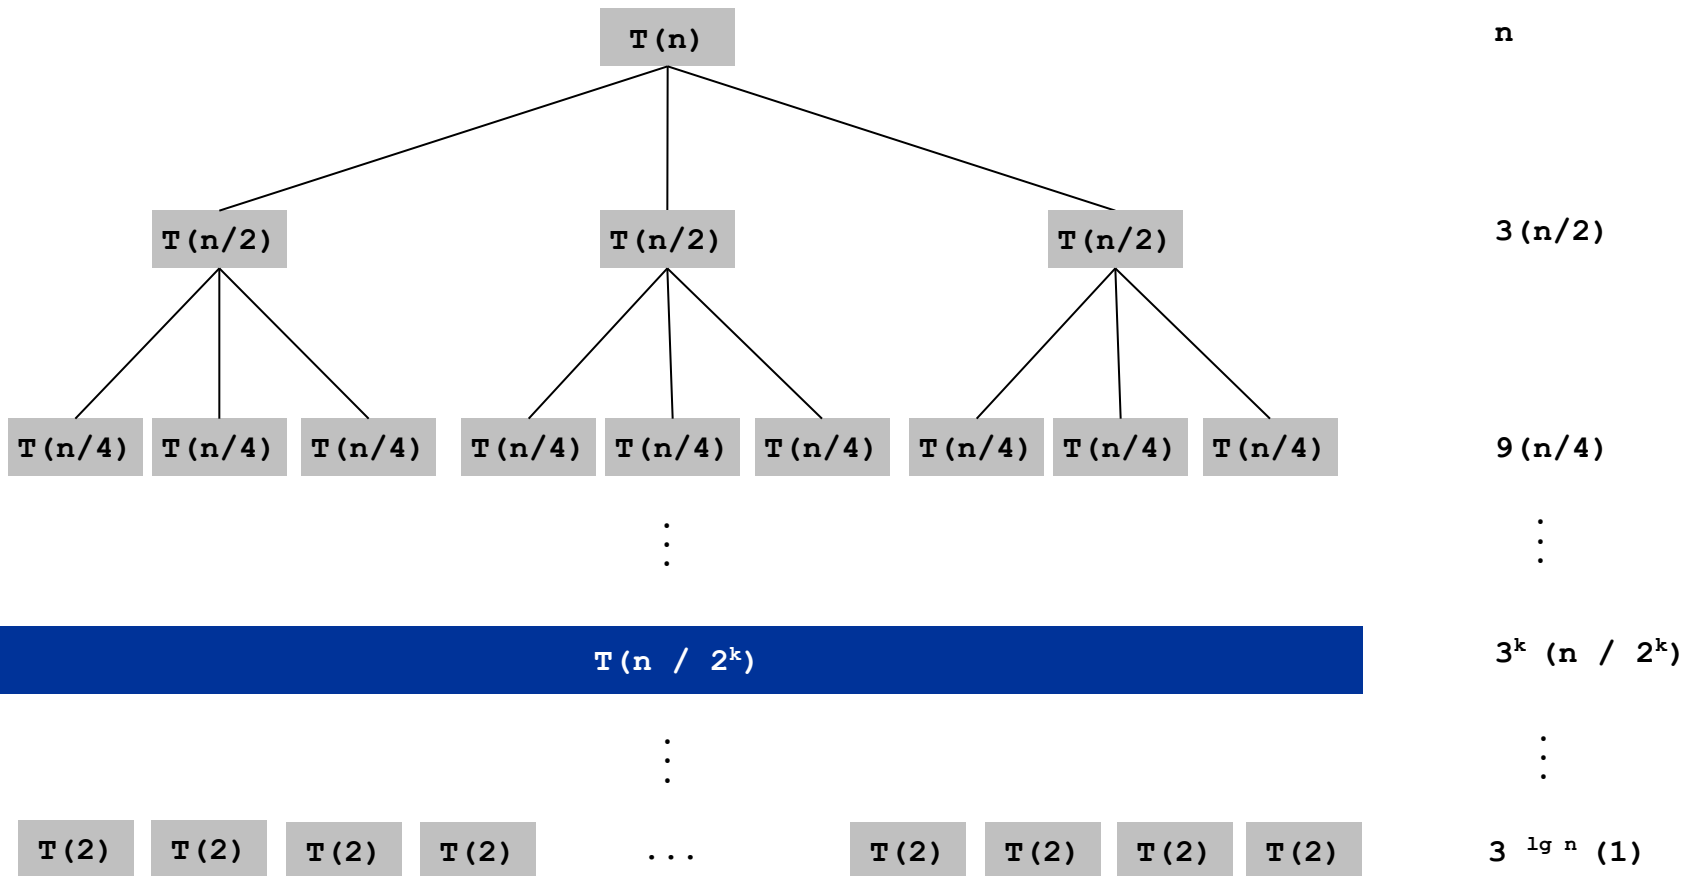 T(n) n
T(n/2) T(n/2) T(n/2) 3(n/2)
T(n/4) T(n/4) T(n/4) T(n/4) T(n/4) T(n/4) T(n/4) T(n/4) T(n/4) 9(n/4)
. .
. .
. .
T(n / 2ᵏ) 3ᵏ (n / 2ᵏ)
. .
. .
. .
T(2) T(2) T(2) T(2) ... T(2) T(2) T(2) T(2) 3 ˡᵍ ⁿ (1)